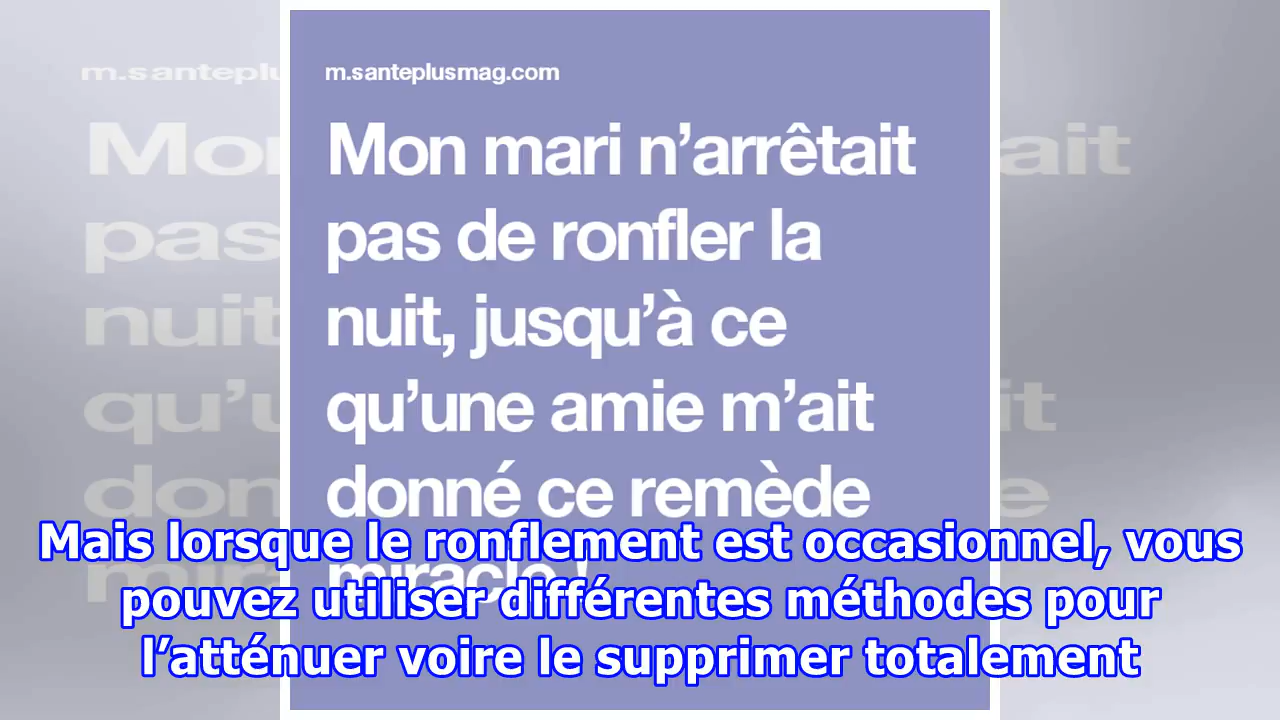 m.santeplusmag.com
Mon mari n’arrêtait
pas de ronfler la
nuit, jusqu’à ce
qu’une amie m’ait
donné ce remède
miracle !
Mais lorsque le ronflement est occasionnel, vous
pouvez utiliser différentes méthodes pour
l’atténuer voire le supprimer totalement